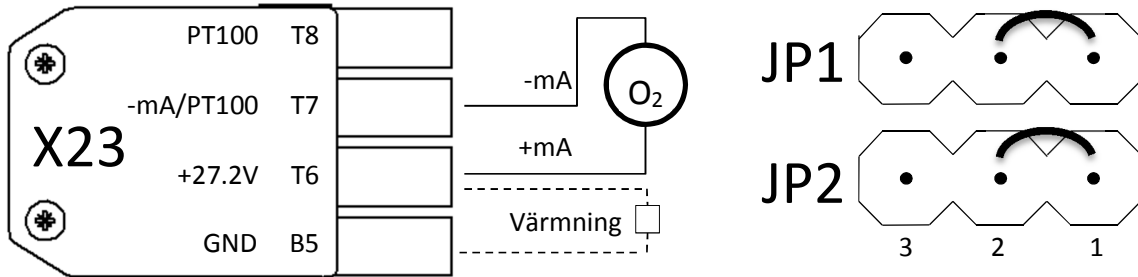 PT100 T8
-mA/PT100 T7
X23
+27.2V T6
GND B5
-mA
O₂
+mA
Värmning
JP1
JP2
3 2 1